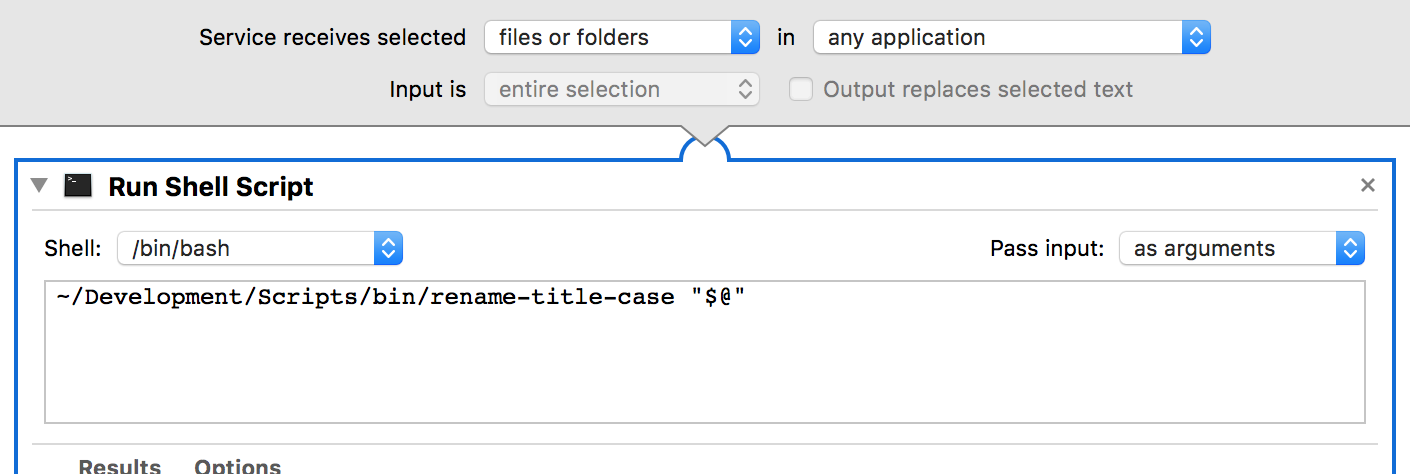 Service receives selected files or folders in any application
Input is entire selection Output replaces selected text
Run Shell Script
Shell: /bin/bash Pass input: as arguments
~/Development/Scripts/bin/rename-title-case "$@"
Results Options